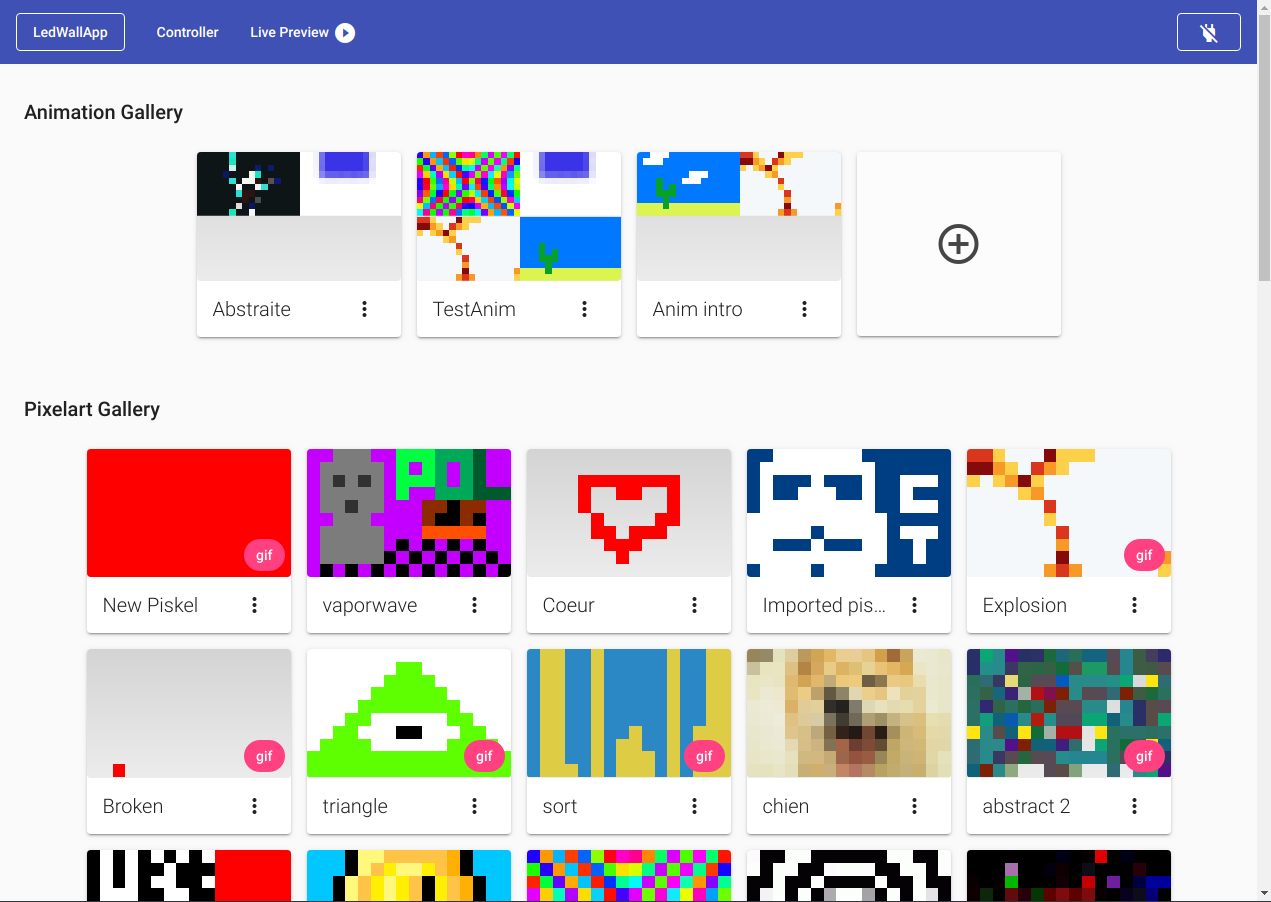 LedWallApp
Controller
Live Preview
Animation Gallery
Abstraite
TestAnim
Anim intro
Pixelart Gallery
gif
gif
New Piskel
vaporwave
Coeur
Imported pis...
Explosion
gif
gif
gif
gif
Broken
triangle
sort
chien
abstract 2